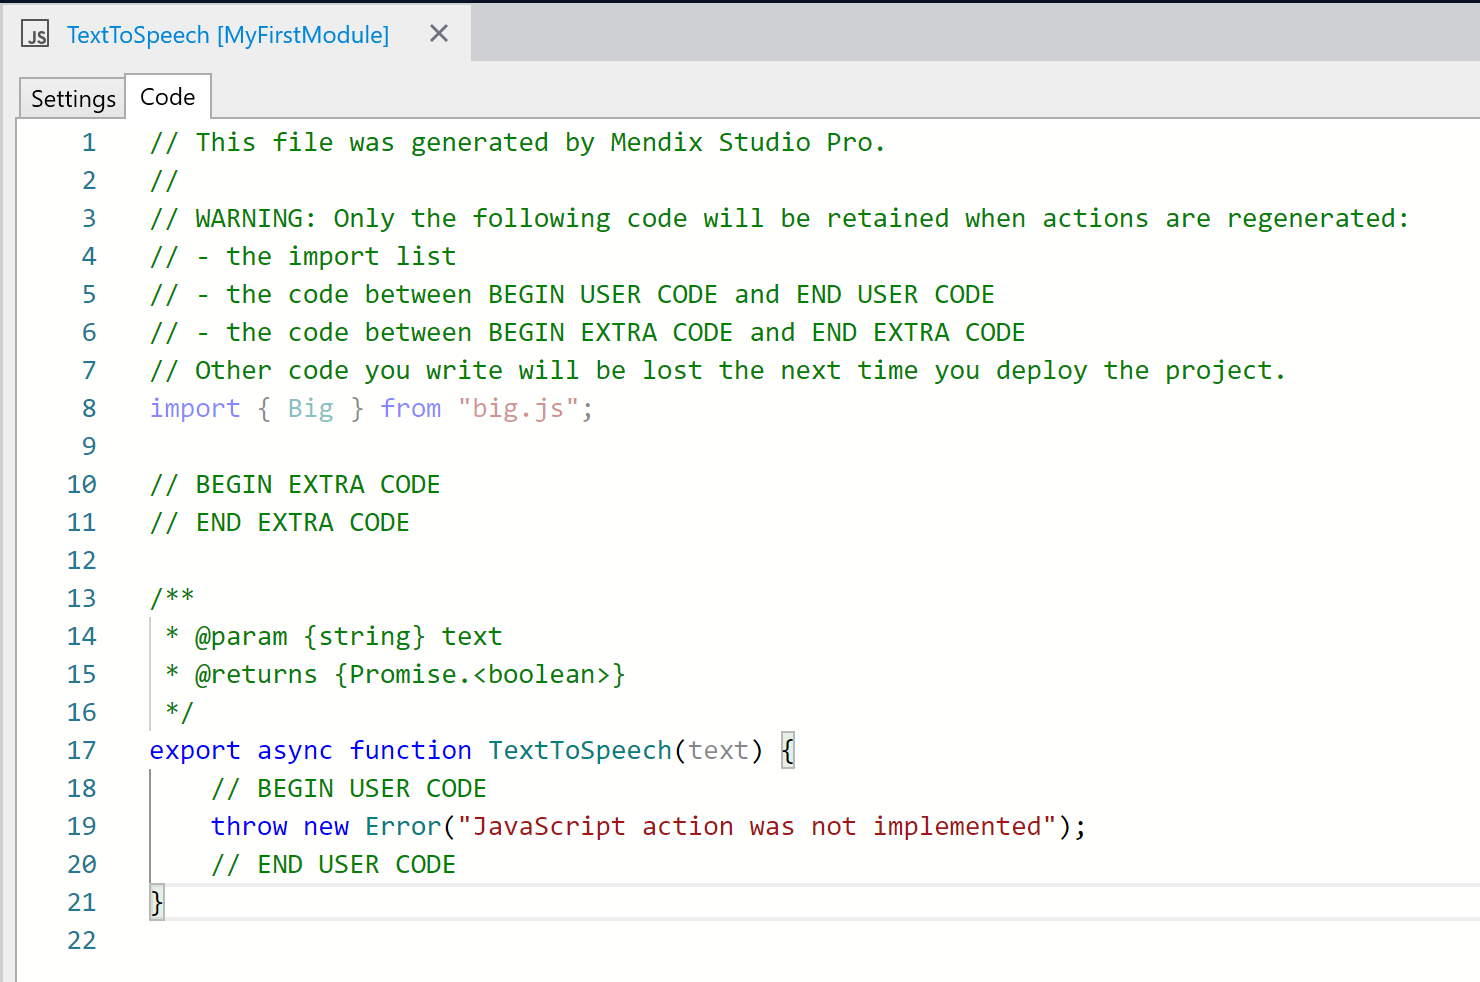 JS TextToSpeech [MyFirstModule]
Settings Code
1 // This file was generated by Mendix Studio Pro.
2 //
3 // WARNING: Only the following code will be retained when actions are regenerated:
4 // - the import list
5 // - the code between BEGIN USER CODE and END USER CODE
6 // - the code between BEGIN EXTRA CODE and END EXTRA CODE
7 // Other code you write will be lost the next time you deploy the project.
8 import { Big } from "big.js";
9
10 // BEGIN EXTRA CODE
11 // END EXTRA CODE
12
13 /**
14  * @param {string} text
15  * @returns {Promise.<boolean>}
16  */
17 export async function TextToSpeech(text) {
18     // BEGIN USER CODE
19     throw new Error("JavaScript action was not implemented");
20     // END USER CODE
21 }
22